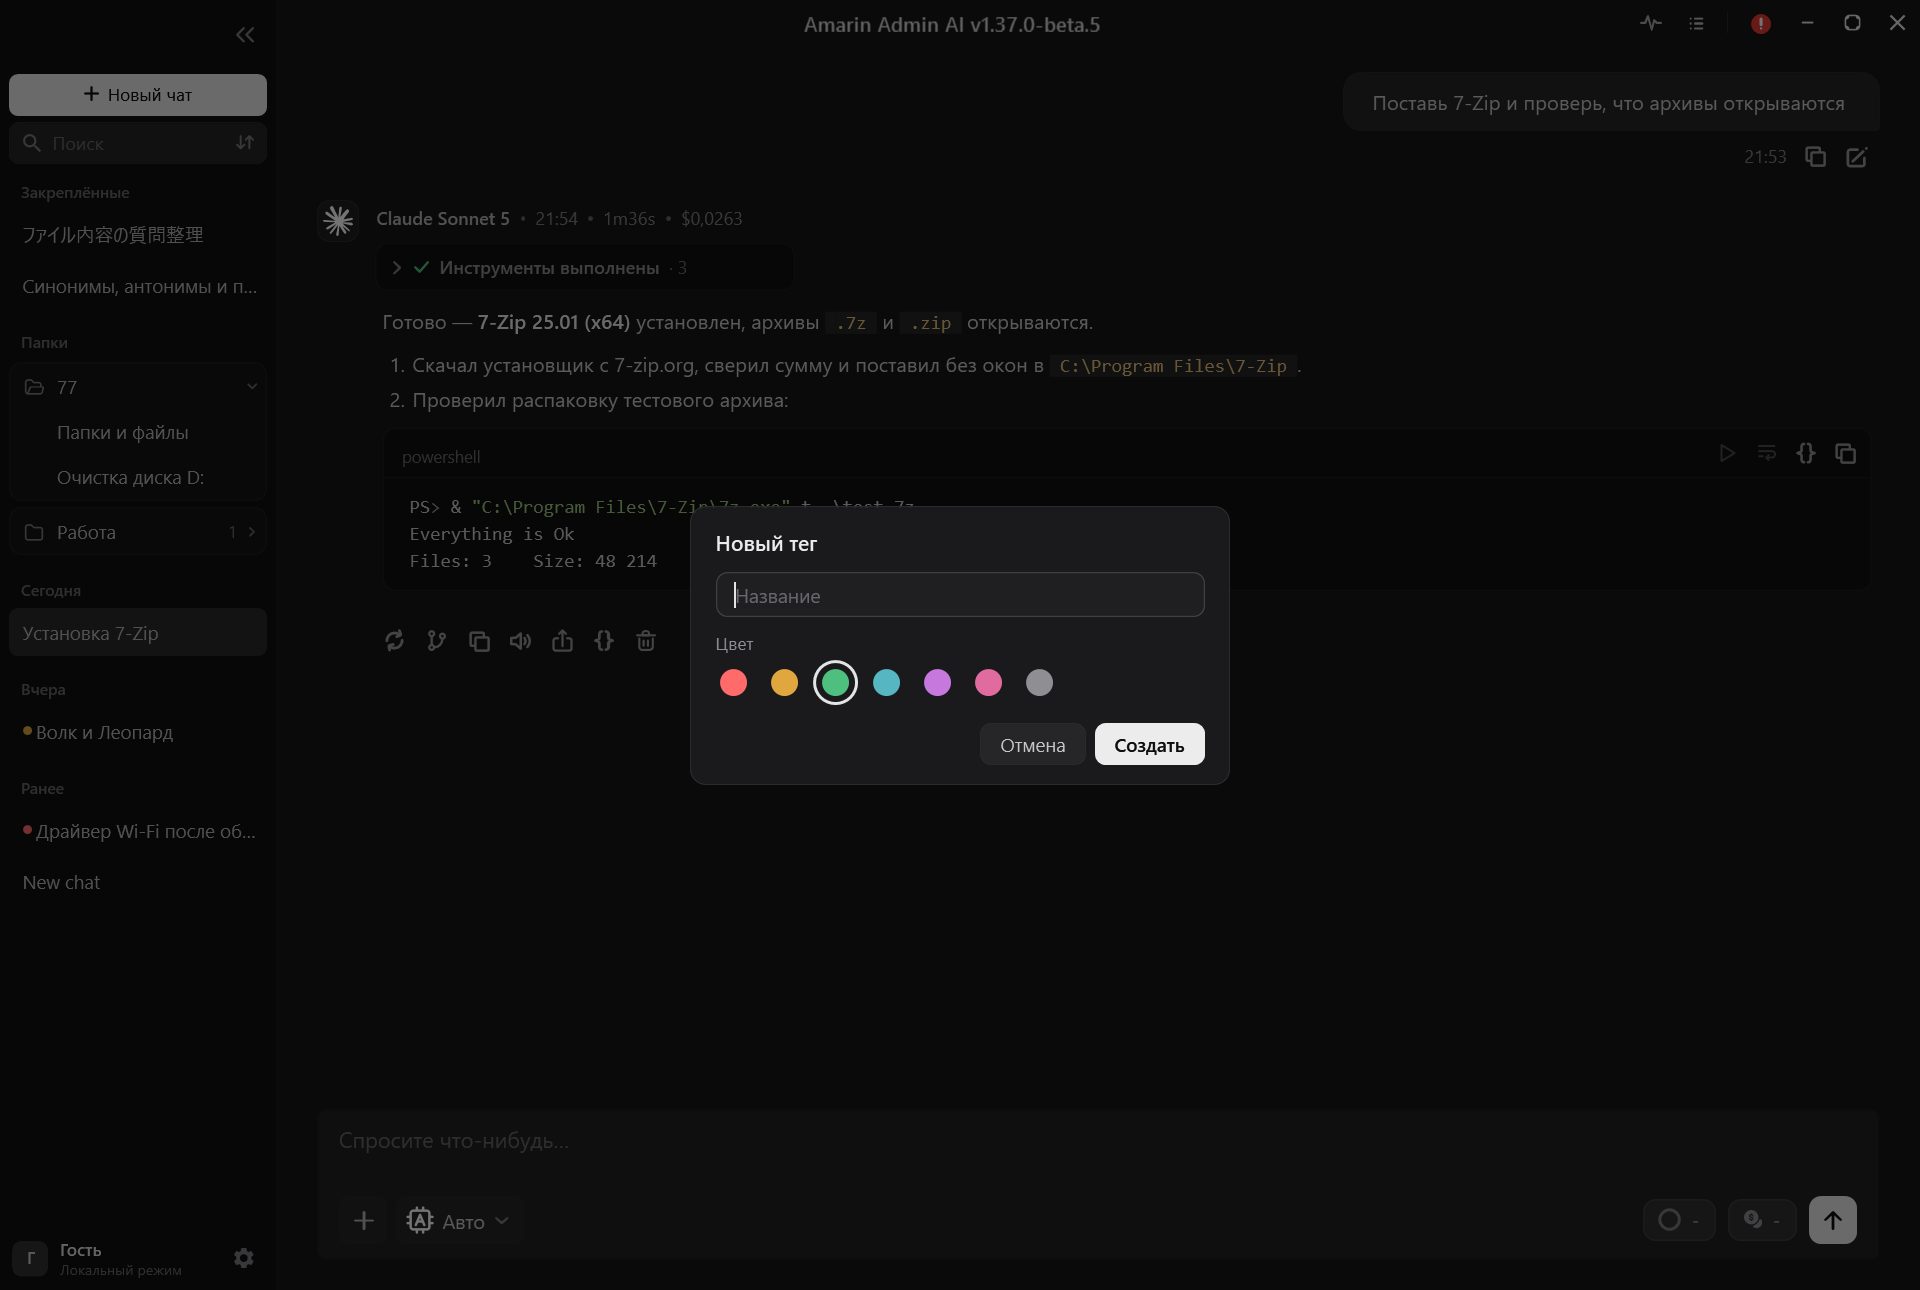 Amarin Admin AI v1.37.0-beta.5
Новый чат
Поиск
Закреплённые
ファイル内容の質問整理
Синонимы, антонимы и п...
Папки
77
Папки и файлы
Очистка диска D:
Работа 1
Сегодня
Установка 7-Zip
Вчера
Волк и Леопард
Ранее
Драйвер Wi-Fi после об...
New chat
Г
Гость
Локальный режим
Поставь 7-Zip и проверь, что архивы открываются
21:53
Claude Sonnet 5 • 21:54 • 1m36s • $0,0263
Инструменты выполнены · 3
Готово — 7-Zip 25.01 (x64) установлен, архивы .7z и .zip открываются.
1. Скачал установщик с 7-zip.org, сверил сумму и поставил без окон в C:\Program Files\7-Zip.
2. Проверил распаковку тестового архива:
powershell
PS> & "C:\Program Files\7-Zip\7z.exe" t .\test.7z
Everything is Ok
Files: 3 Size: 48 214
Новый тег
Название
Цвет
Отмена
Создать
Спросите что-нибудь...
Авто
-
-